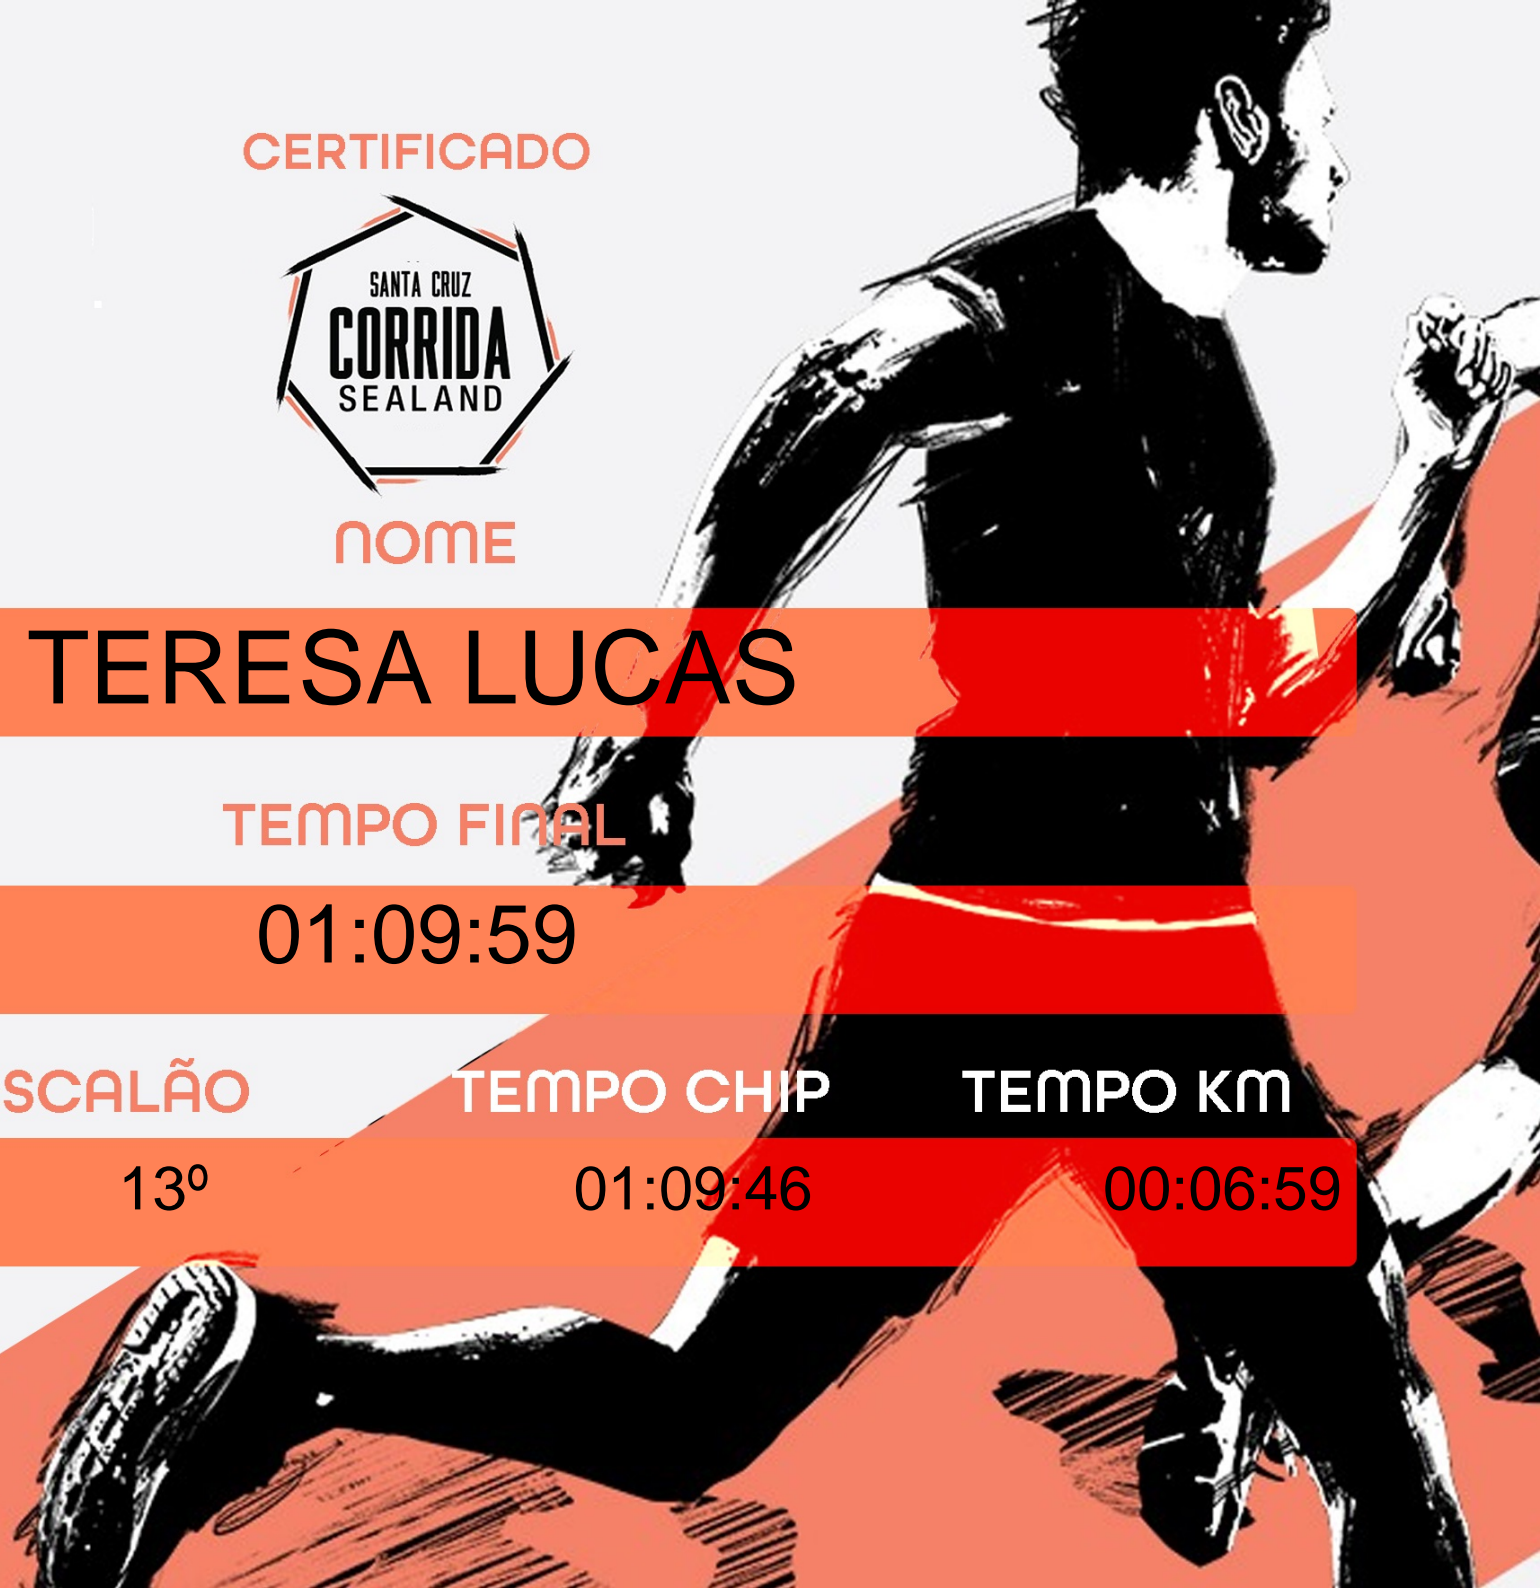 CERTIFICADO
SANTA CRUZ
CORRIDA
SEALAND
NOME
TERESA LUCAS
TEMPO FINAL
01:09:59
SCALÃO TEMPO CHIP TEMPO KM
13º 01:09:46 00:06:59